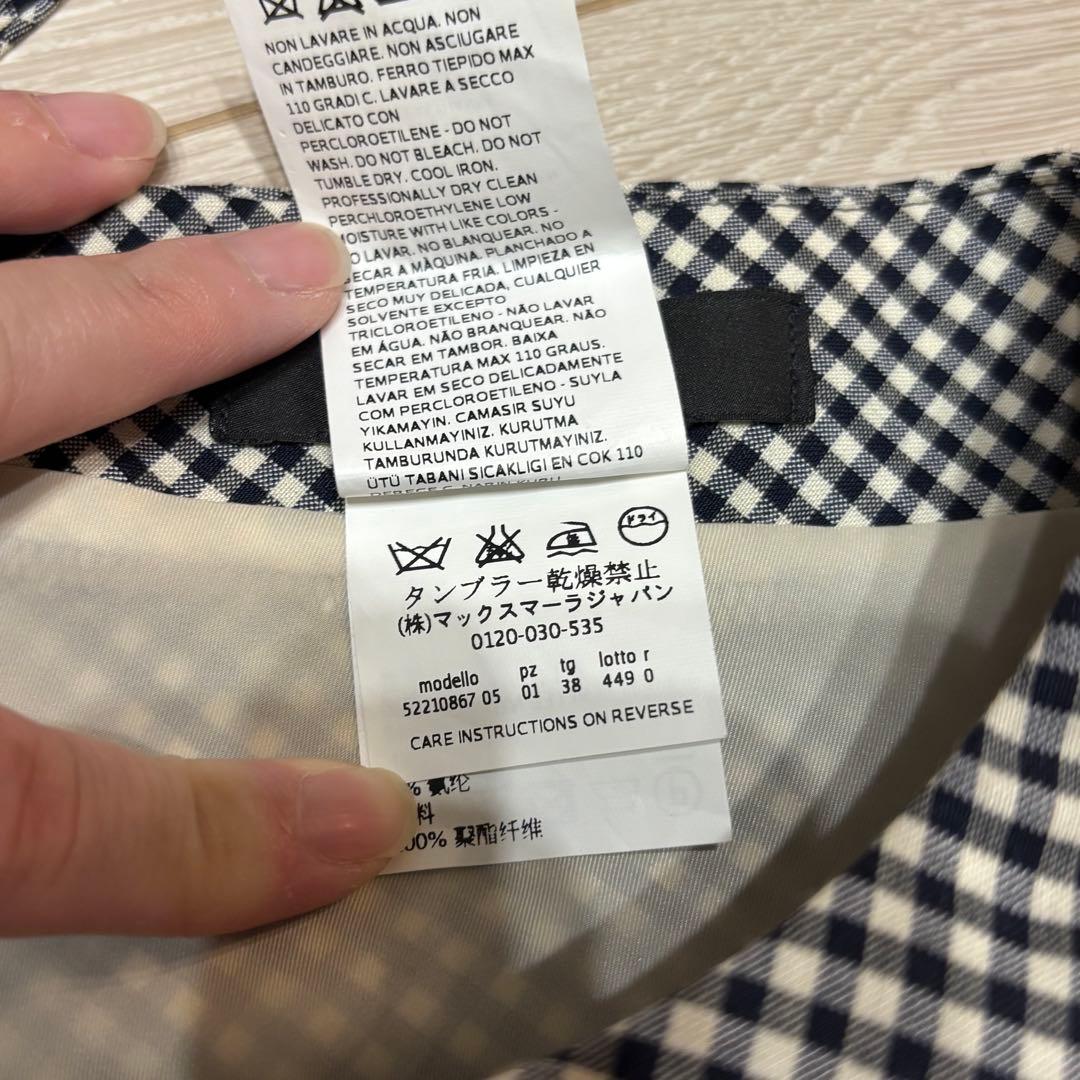 NON LAVARE IN ACQUA. NON
CANDEGGIARE. NON ASCIUGARE
IN TAMBURO. FERRO TIEPIDO MAX
110 GRADI C. LAVARE A SECCO
DELICATO CON
PERCLOROETILENE - DO NOT
WASH. DO NOT BLEACH. DO NOT
TUMBLE DRY. COOL IRON.
PROFESSIONALLY DRY CLEAN
PERCHLOROETHYLENE LOW
MOISTURE WITH LIKE COLORS -
LAVAR. NO BLANQUEAR. NO
SECAR A MÀQUINA. PLANCHADO A
TEMPERATURA FRIA. LIMPIEZA EN
SECO MUY DELICADA, CUALQUIER
SOLVENTE EXCEPTO
TRICLOROETILENO - NÃO LAVAR
EM ÁGUA. NÃO BRANQUEAR. NÃO
SECAR EM TAMBOR. BAIXA
TEMPERATURA MAX 110 GRAUS.
LAVAR EM SECO DELICADAMENTE
COM PERCLOROETILENO - SUYLA
YIKAMAYIN. CAMASIR SUYU
KULLANMAYINIZ. KURUTMA
TAMBURUNDA KURUTMAYINIZ.
ÜTÜ TABANI SICAKLIGI EN COK 110
ドライ
低
タンブラー乾燥禁止
(株)マックスマーラジャパン
0120-030-535
modello pz tg lotto r
52210867 05 01 38 449 0
CARE INSTRUCTIONS ON REVERSE
% 氨纶
料
00% 聚酯纤维